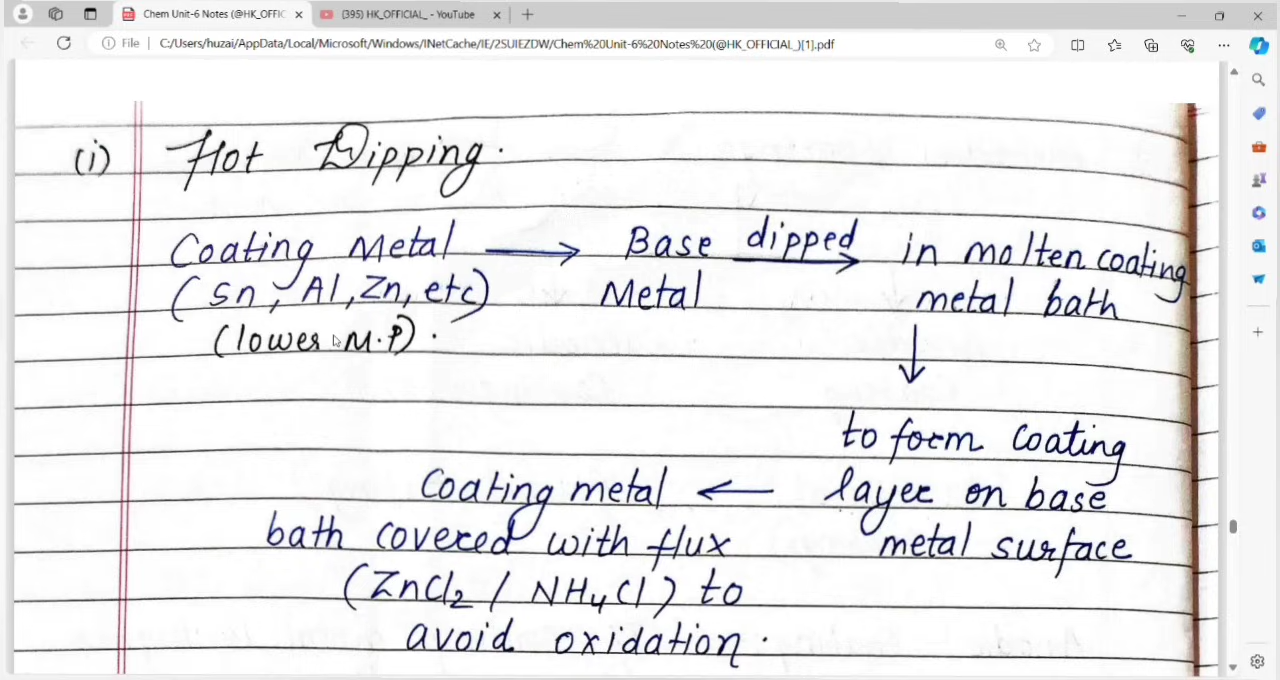 Chem Unit-6 Notes (@HK_OFFIC
(395) HK_OFFICIAL_ - YouTube
File
C:/Users/huzai/AppData/Local/Microsoft/Windows/INetCache/IE/2SUIEZDW/Chem%20Unit-6%20Notes%20(@HK_OFFICIAL_)[1].pdf
(i) Hot Dipping.
Coating Metal → Base dipped → in molten coating
(Sn, Al, Zn, etc) Metal metal bath
(lower M.P).
↓
to form coating
Coating metal ← layer on base
bath covered with flux metal surface
(ZnCl2 / NH4Cl) to
avoid oxidation.